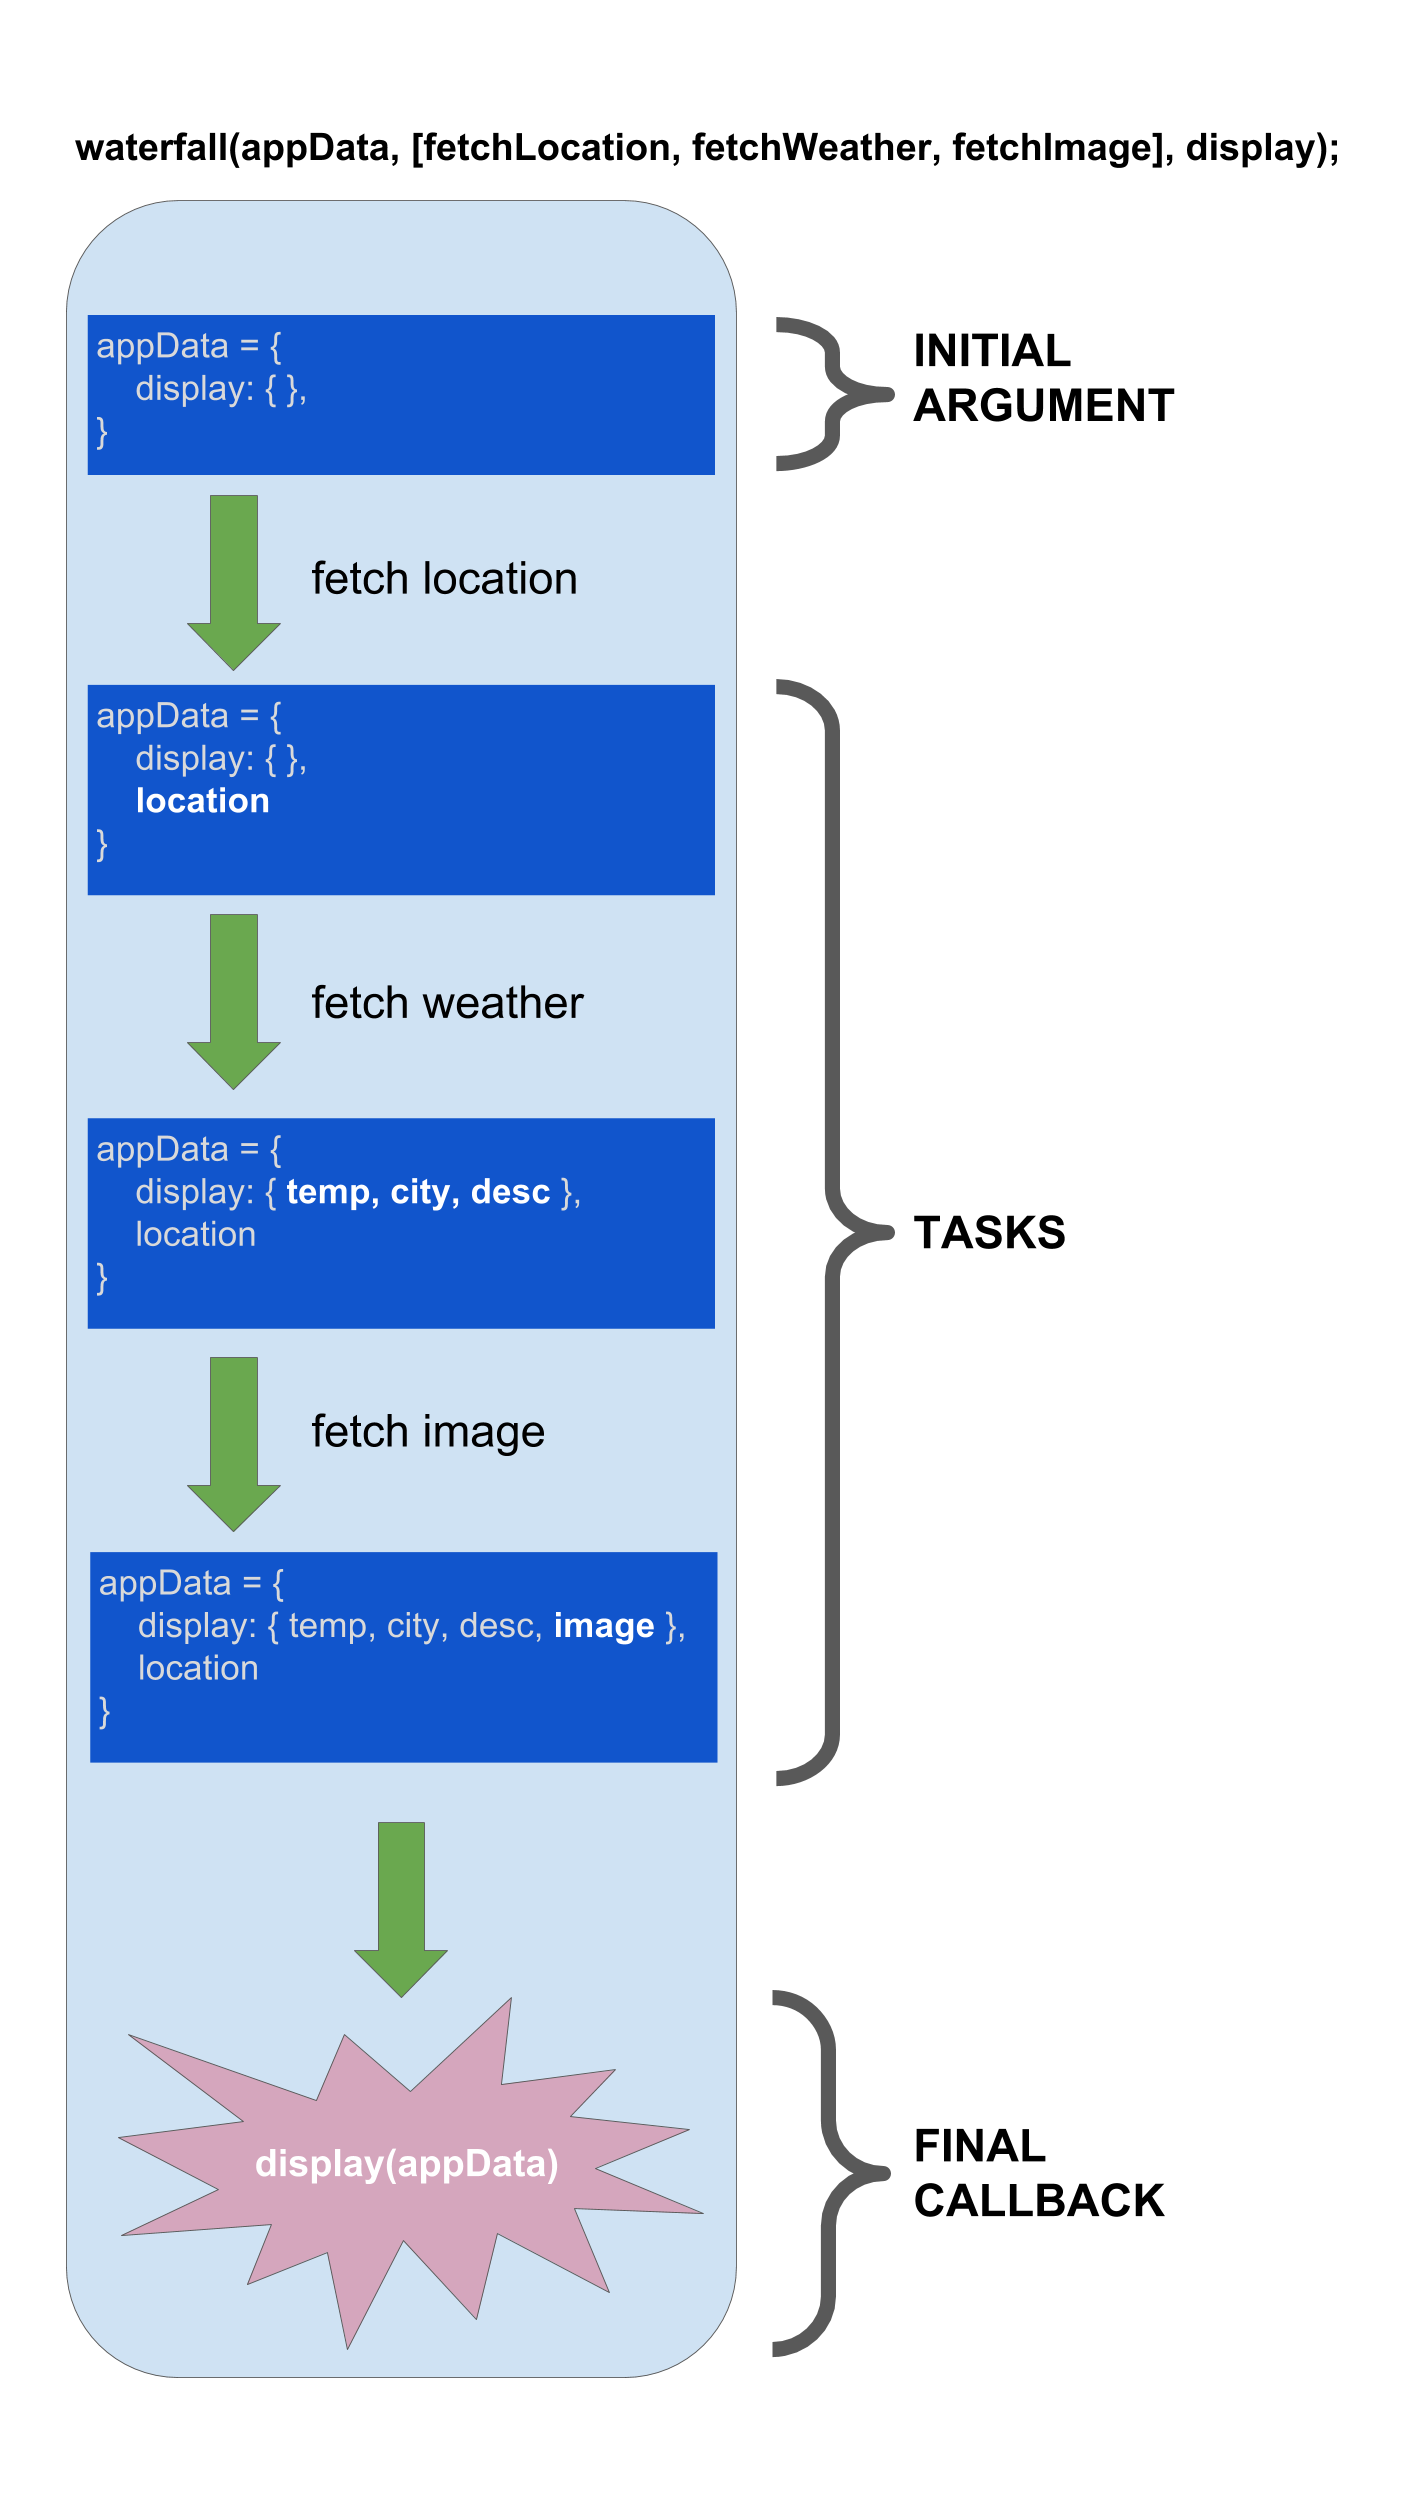 waterfall(appData, [fetchLocation, fetchWeather, fetchImage], display);
appData = {
display: { },
}
INITIAL
ARGUMENT
fetch location
appData = {
display: { },
location
}
fetch weather
appData = {
display: { temp, city, desc },
location
}
TASKS
fetch image
appData = {
display: { temp, city, desc, image },
location
}
display(appData)
FINAL
CALLBACK